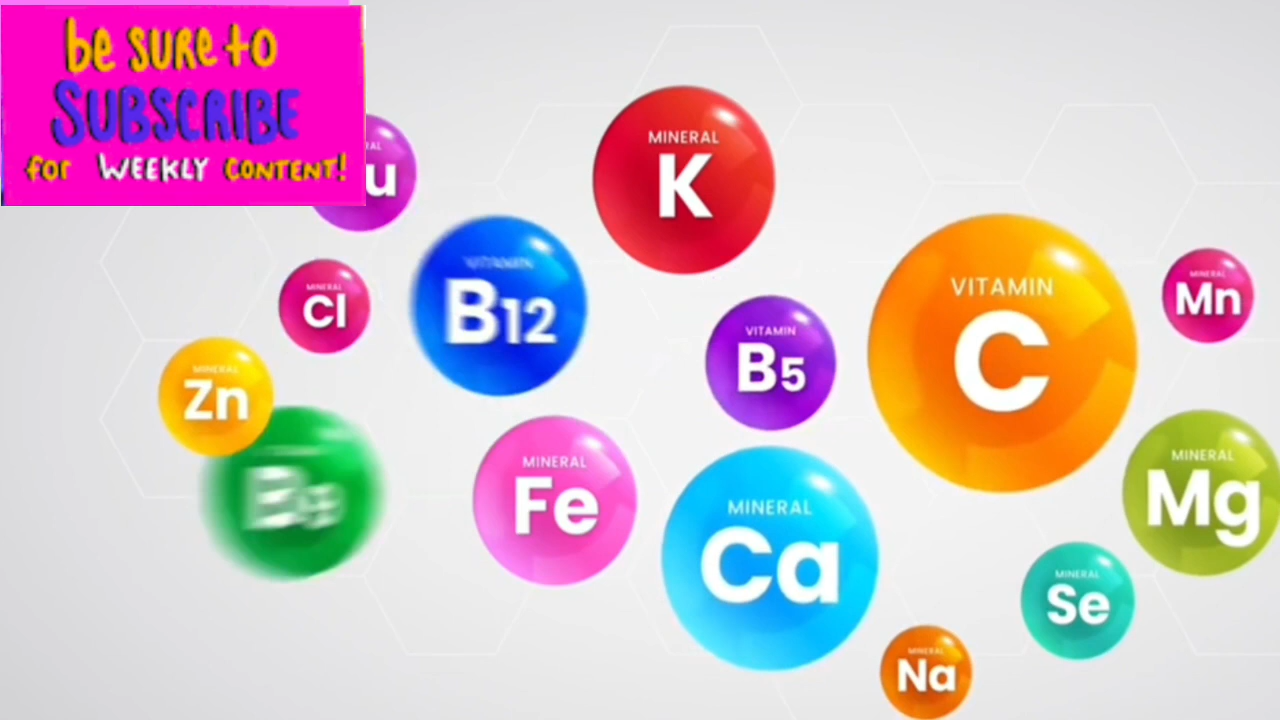 be SURe to
SUBSCRIBE
for WEEKLY CONTENT!
u
MINERAL
K
MINERAL
Cl
VITAMIN
B12
VITAMIN
C
MINERAL
Mn
VITAMIN
B5
MINERAL
Zn
MINERAL
Fe
MINERAL
Ca
MINERAL
Mg
MINERAL
Se
MINERAL
Na